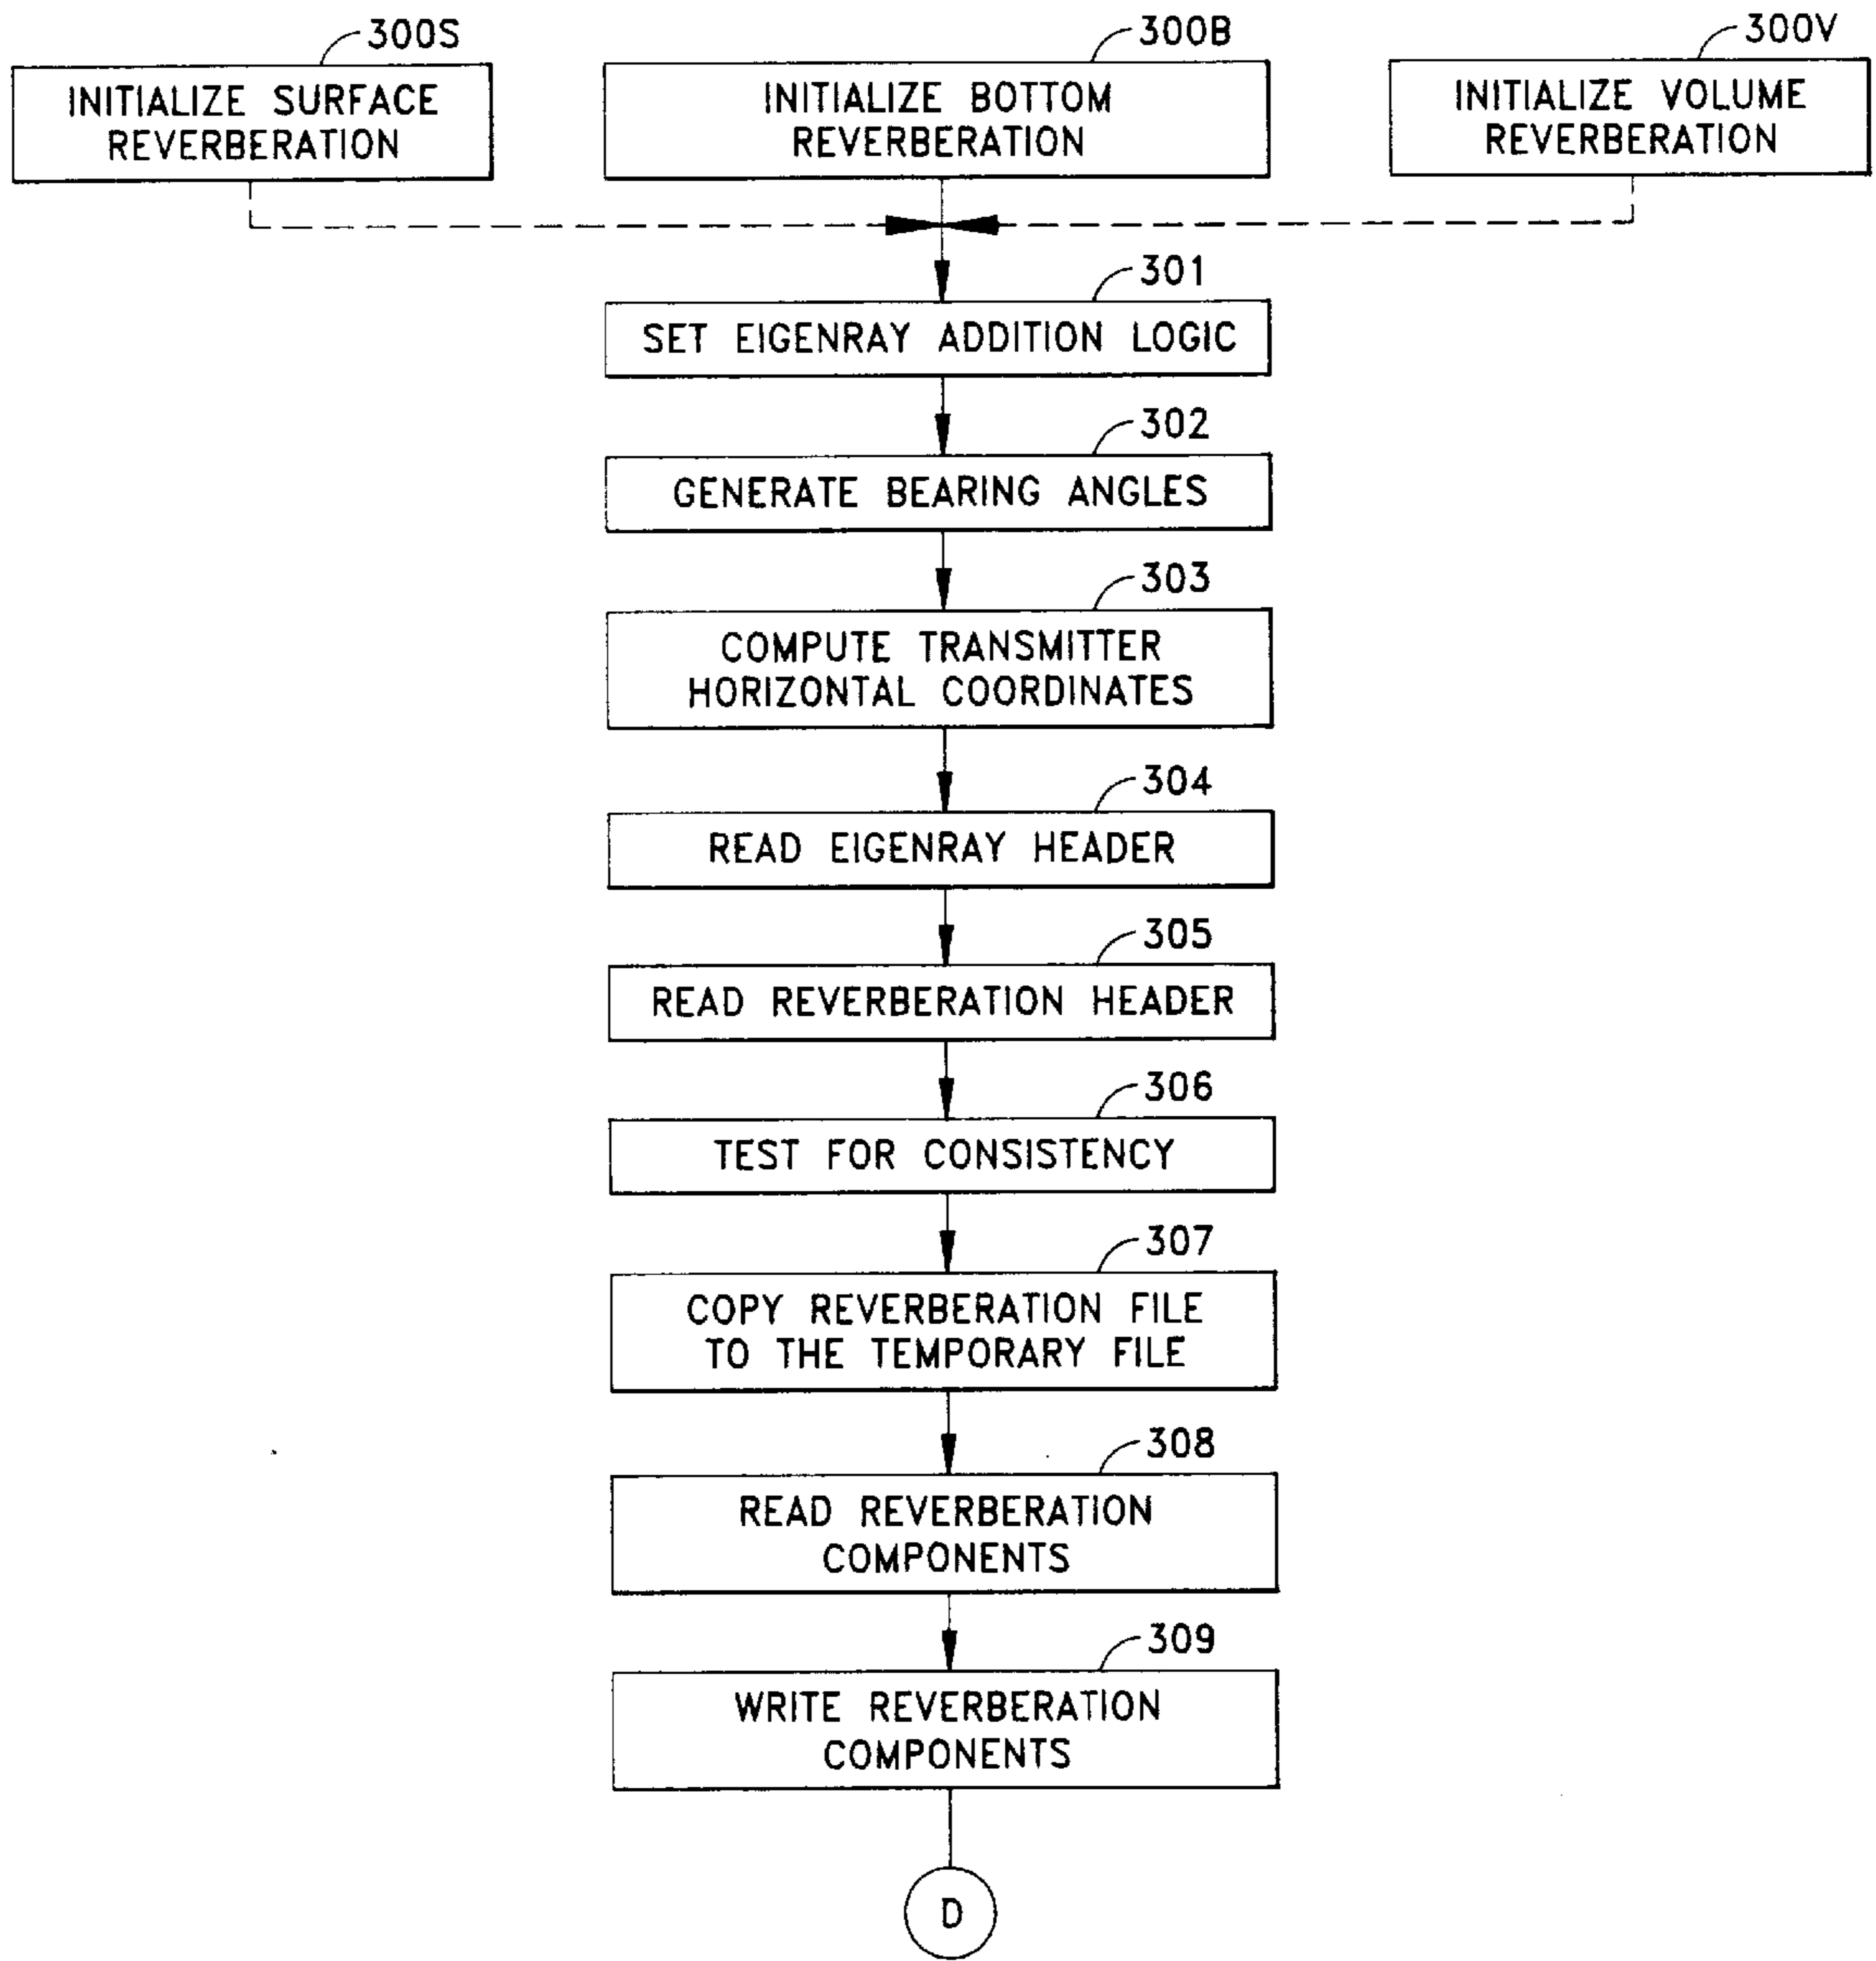 300S
INITIALIZE SURFACE
REVERBERATION
300B
INITIALIZE BOTTOM
REVERBERATION
300V
INITIALIZE VOLUME
REVERBERATION
301
SET EIGENRAY ADDITION LOGIC
302
GENERATE BEARING ANGLES
303
COMPUTE TRANSMITTER
HORIZONTAL COORDINATES
304
READ EIGENRAY HEADER
305
READ REVERBERATION HEADER
306
TEST FOR CONSISTENCY
307
COPY REVERBERATION FILE
TO THE TEMPORARY FILE
308
READ REVERBERATION
COMPONENTS
309
WRITE REVERBERATION
COMPONENTS
D